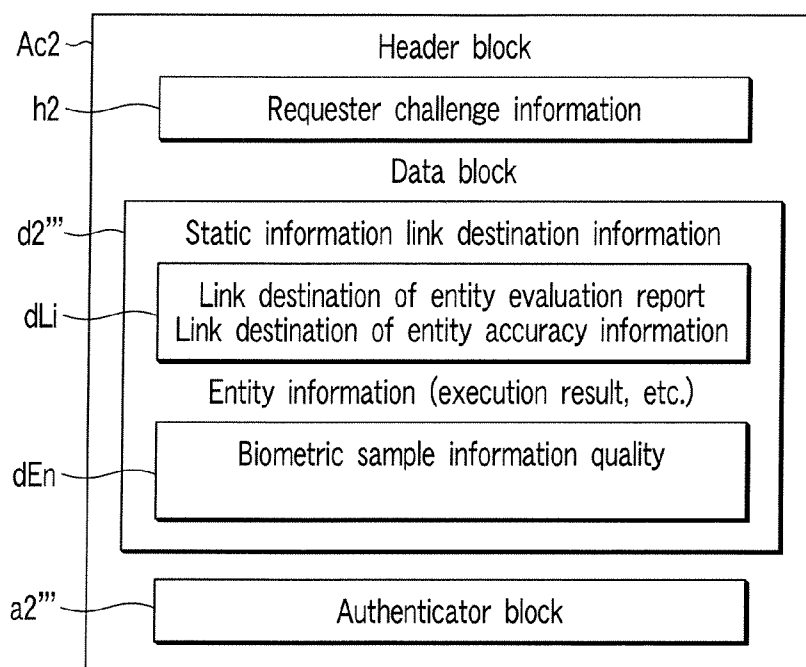 Ac2
Header block
h2
Requester challenge information
Data block
d2'''
Static information link destination information
dLi
Link destination of entity evaluation report
Link destination of entity accuracy information
Entity information (execution result, etc.)
dEn
Biometric sample information quality
a2'''
Authenticator block